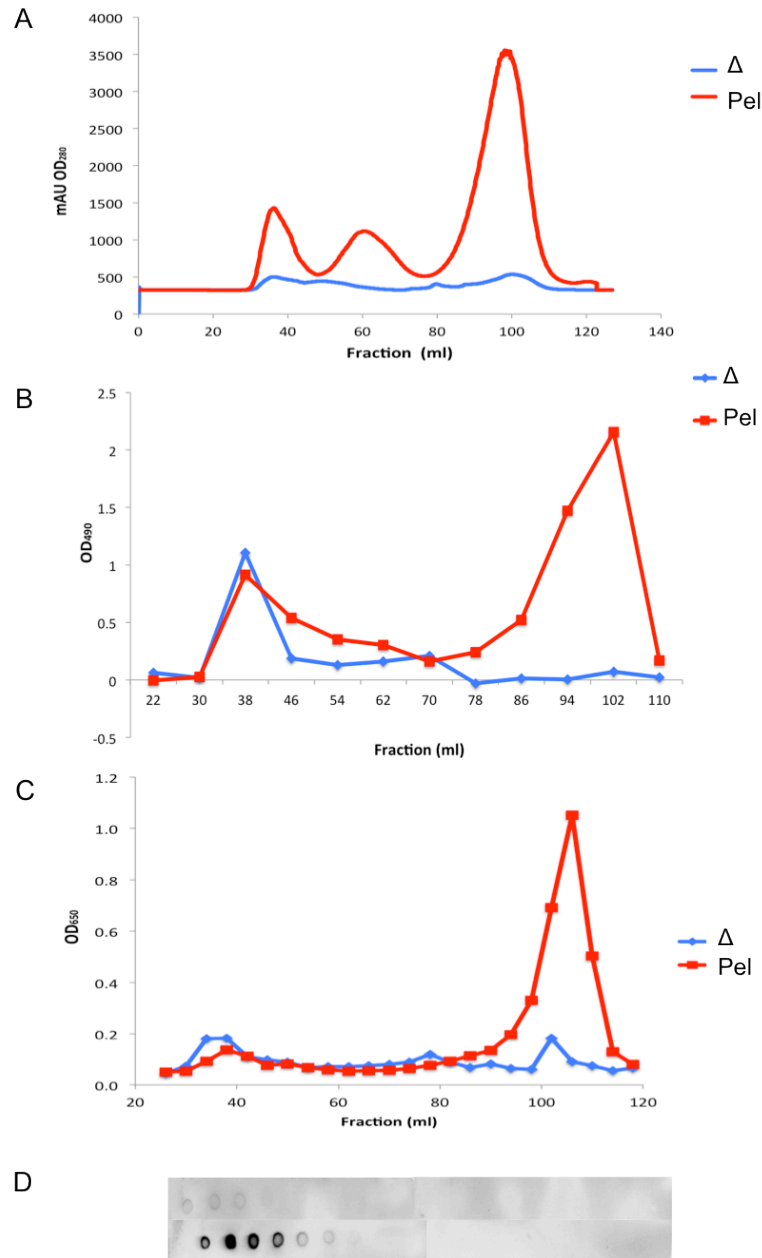 A
4000
3500
3000
2500
2000
1500
1000
500
0
mAU OD280
0 20 40 60 80 100 120 140
Fraction (ml)
Δ
Pel
B
2.5
2
1.5
1
0.5
0
-0.5
OD490
22 30 38 46 54 62 70 78 86 94 102 110
Fraction (ml)
Δ
Pel
C
1.2
1.0
0.8
0.6
0.4
0.2
0.0
OD650
20 40 60 80 100 120
Fraction (ml)
Δ
Pel
D